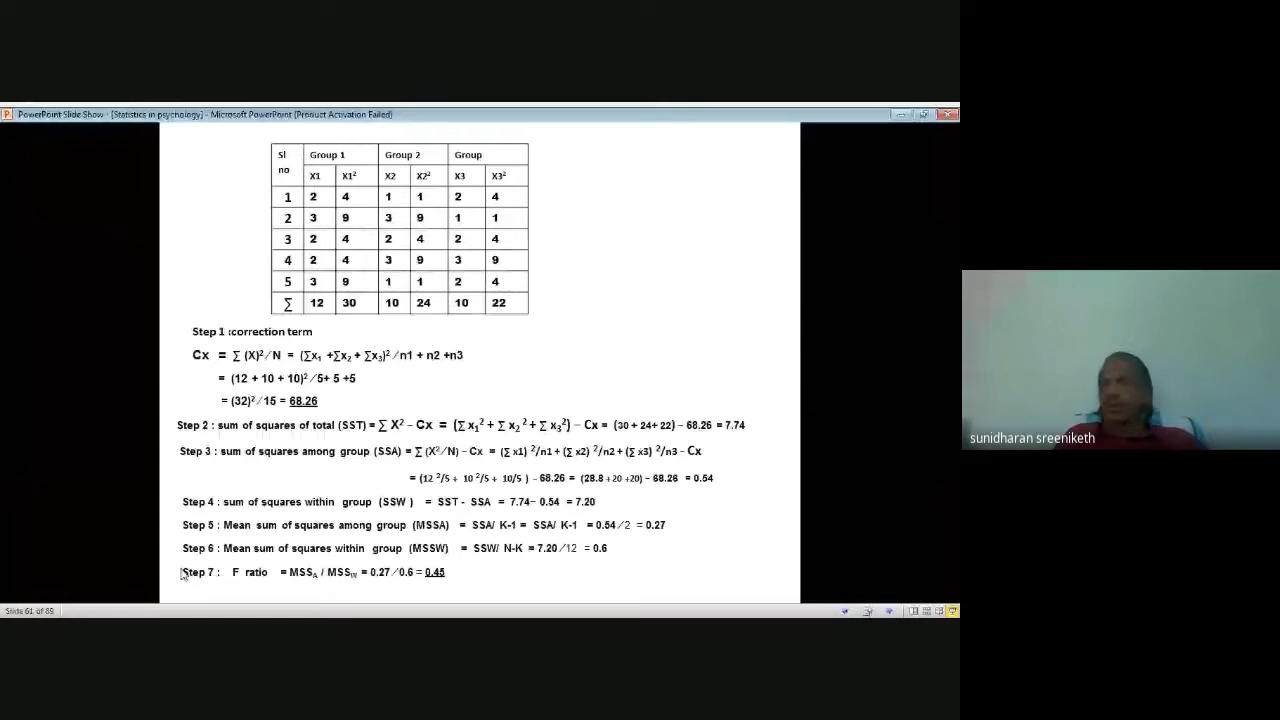 PowerPoint Slide Show - [Statistics in psychology] - Microsoft PowerPoint (Product Activation Failed)
Sl no Group 1 Group 2 Group
X1 X1² X2 X2² X3 X3²
1 2 4 1 1 2 4
2 3 9 3 9 1 1
3 2 4 2 4 2 4
4 2 4 3 9 3 9
5 3 9 1 1 2 4
∑ 12 30 10 24 10 22
Step 1 :correction term
Cx = ∑ (X)²/N = (∑x₁ +∑x₂ + ∑x₃)² /n1 + n2 +n3
= (12 + 10 + 10)²/5+ 5 +5
= (32)²/15 = 68.26
Step 2 : sum of squares of total (SST) = ∑ X² – Cx = (∑ x₁² + ∑ x₂ ² + ∑ x₃²) – Cx = (30 + 24+ 22) – 68.26 = 7.74
Step 3 : sum of squares among group (SSA) = ∑ (X²/N) – Cx = (∑ x1) ²/n1 + (∑ x2) ²/n2 + (∑ x3) ²/n3 – Cx
= (12 ²/5 + 10 ²/5 + 10/5 ) – 68.26 = (28.8 +20 +20) – 68.26 = 0.54
Step 4 : sum of squares within group (SSW ) = SST - SSA = 7.74– 0.54 = 7.20
Step 5 : Mean sum of squares among group (MSSA) = SSA/ K-1 = SSA/ K-1 = 0.54/2 = 0.27
Step 6 : Mean sum of squares within group (MSSW) = SSW/ N-K = 7.20/12 = 0.6
Step 7 : F ratio = MSS_A / MSS_W = 0.27/0.6 = 0.45
Slide 61 of 69
sunidharan sreeniketh